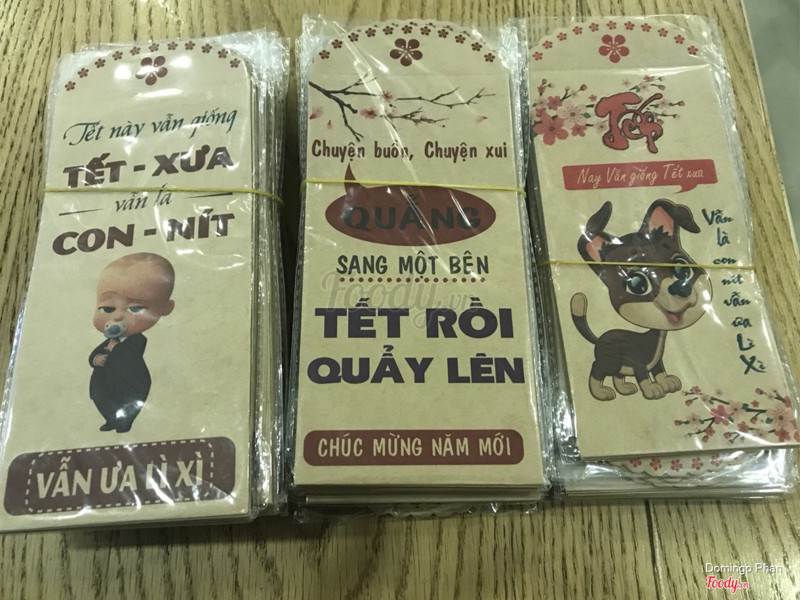 Tết này vẫn giống
TẾT - XƯA
vẫn là
CON - NÍT
VẪN ƯA LÌ XÌ
Chuyện buồn, Chuyện xui
QUẲNG
SANG MỘT BÊN
TẾT RỒI
QUẨY LÊN
CHÚC MỪNG NĂM MỚI
Tết
Nay Vẫn giống Tết xưa
Vẫn
là
con
nít
vẫn
ưa
Lì
Xì
Foody.vn
Domingo Phan
Foody.vn